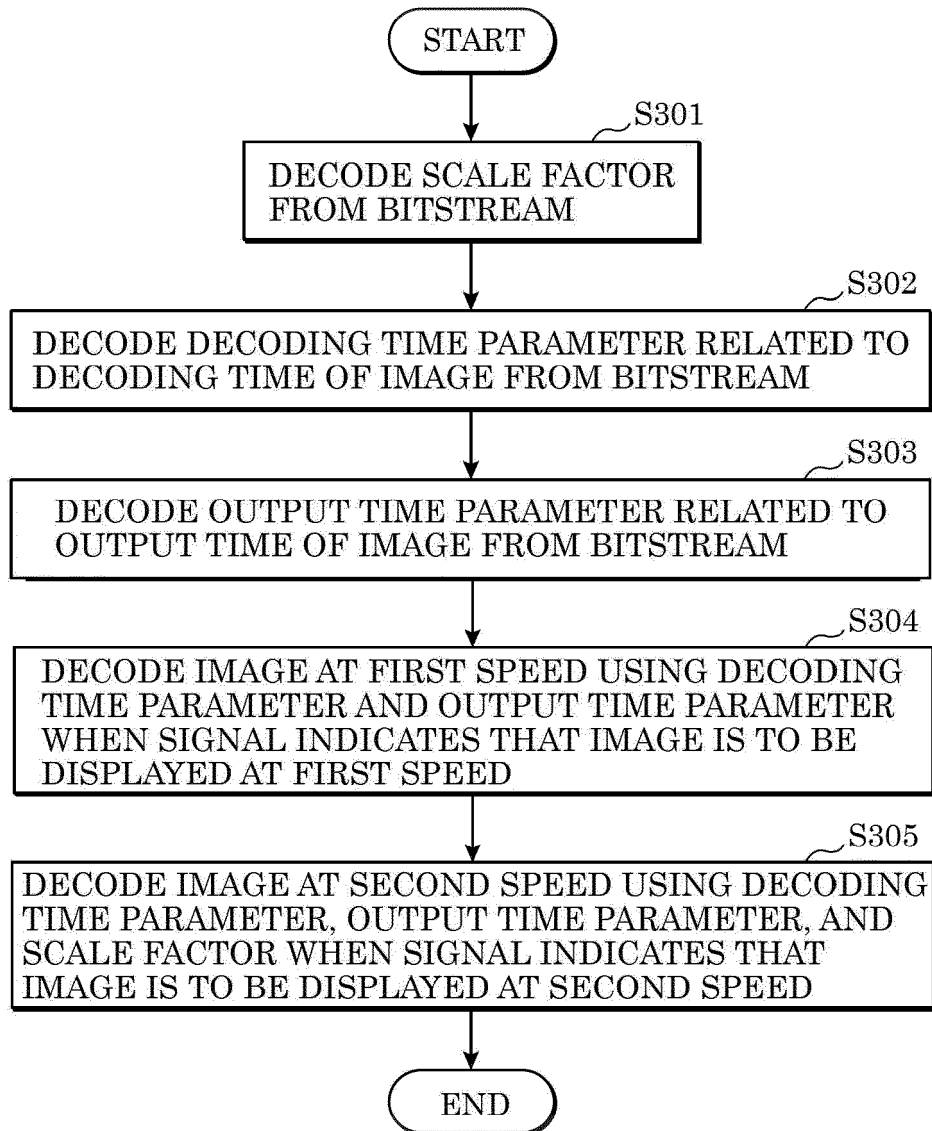 START
S301
DECODE SCALE FACTOR
FROM BITSTREAM
S302
DECODE DECODING TIME PARAMETER RELATED TO
DECODING TIME OF IMAGE FROM BITSTREAM
S303
DECODE OUTPUT TIME PARAMETER RELATED TO
OUTPUT TIME OF IMAGE FROM BITSTREAM
S304
DECODE IMAGE AT FIRST SPEED USING DECODING
TIME PARAMETER AND OUTPUT TIME PARAMETER
WHEN SIGNAL INDICATES THAT IMAGE IS TO BE
DISPLAYED AT FIRST SPEED
S305
DECODE IMAGE AT SECOND SPEED USING DECODING
TIME PARAMETER, OUTPUT TIME PARAMETER, AND
SCALE FACTOR WHEN SIGNAL INDICATES THAT
IMAGE IS TO BE DISPLAYED AT SECOND SPEED
END